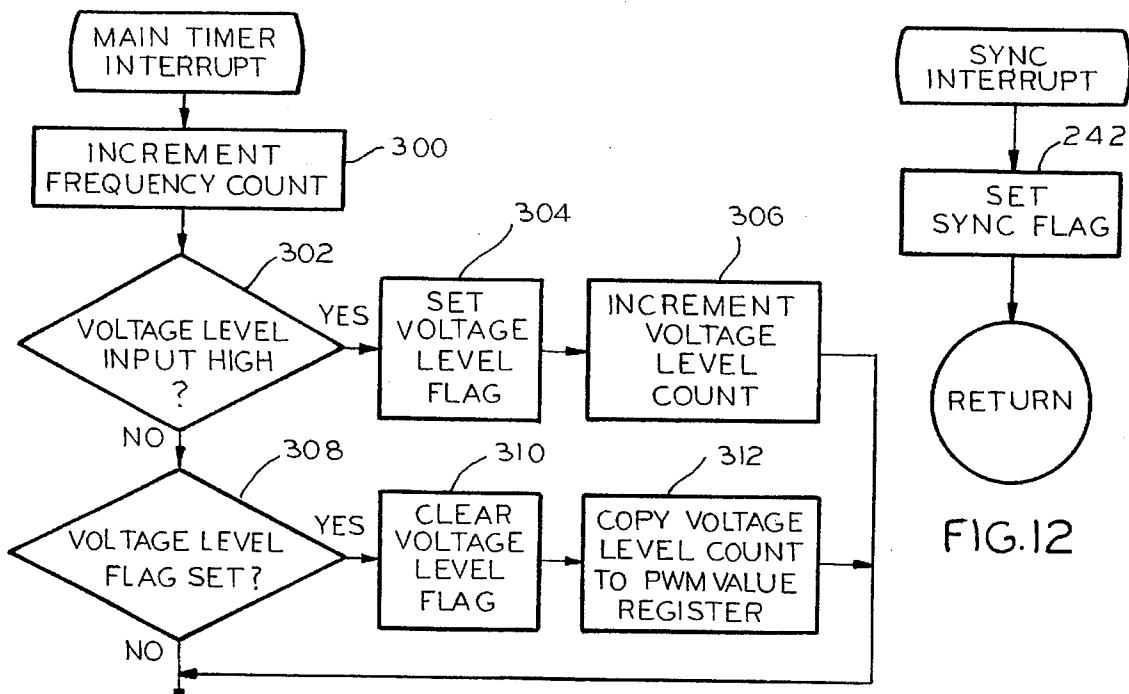 MAIN TIMER
INTERRUPT
INCREMENT
FREQUENCY COUNT
300
302
VOLTAGE LEVEL
INPUT HIGH
?
YES
304
SET
VOLTAGE
LEVEL
FLAG
306
INCREMENT
VOLTAGE
LEVEL
COUNT
NO
308
VOLTAGE LEVEL
FLAG SET?
YES
310
CLEAR
VOLTAGE
LEVEL
FLAG
312
COPY VOLTAGE
LEVEL COUNT
TO PWM VALUE
REGISTER
NO
SYNC
INTERRUPT
242
SET
SYNC FLAG
RETURN
FIG.12